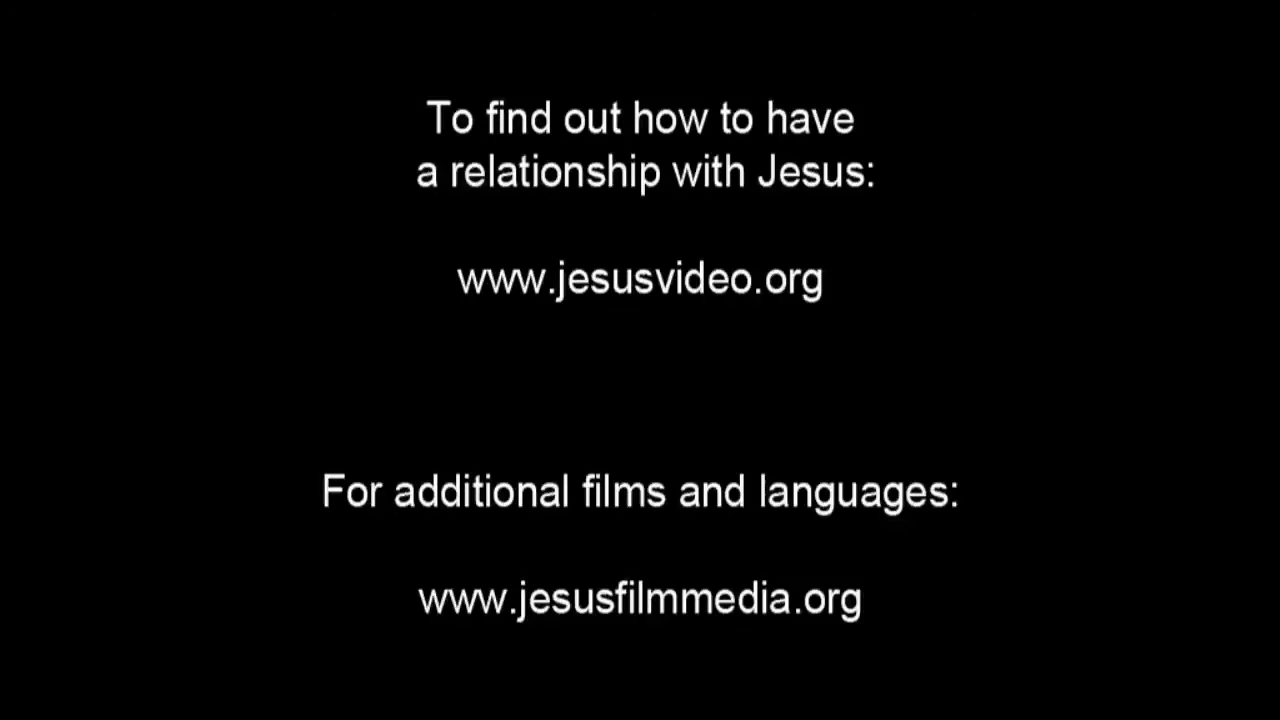 To find out how to have
a relationship with Jesus:
www.jesusvideo.org
For additional films and languages:
www.jesusfilmmedia.org